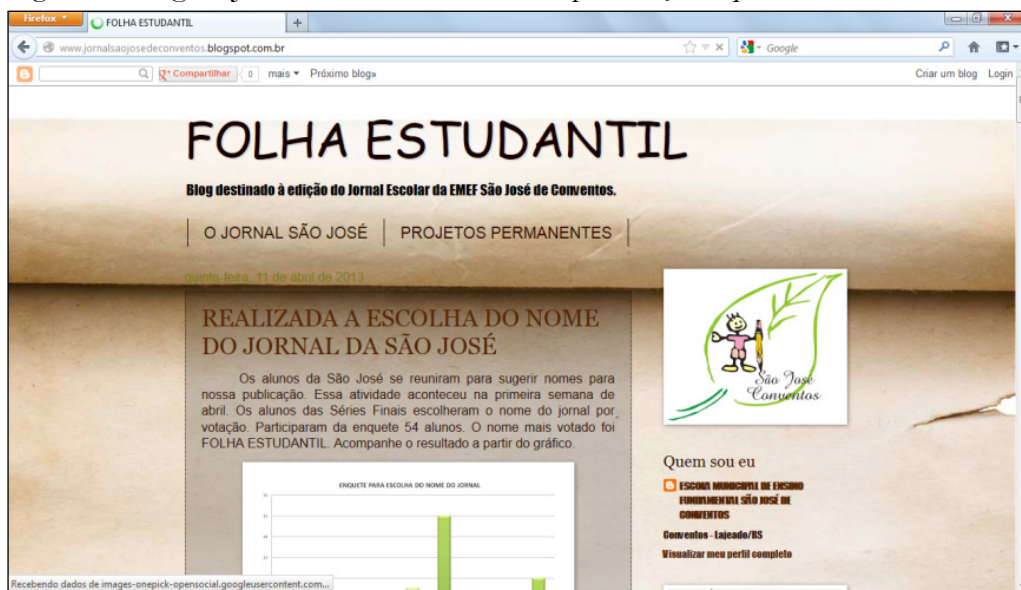 Firefox
FOLHA ESTUDANTIL
www.jornalsaojosedeconventos.blogspot.com.br
Google
Compartilhar 0 mais Próximo blog»
Criar um blog Login
FOLHA ESTUDANTIL
Blog destinado à edição do Jornal Escolar da EMEF São José de Conventos.
O JORNAL SÃO JOSÉ PROJETOS PERMANENTES
quinta-feira, 11 de abril de 2013
REALIZADA A ESCOLHA DO NOME
DO JORNAL DA SÃO JOSÉ
Os alunos da São José se reuniram para sugerir nomes para
nossa publicação. Essa atividade aconteceu na primeira semana de
abril. Os alunos das Séries Finais escolheram o nome do jornal por
votação. Participaram da enquete 54 alunos. O nome mais votado foi
FOLHA ESTUDANTIL. Acompanhe o resultado a partir do gráfico.
ENQUETE PARA ESCOLHA DO NOME DO JORNAL
São José
Conventos
Quem sou eu
ESCOLA MUNICIPAL DE ENSINO
FUNDAMENTAL SÃO JOSÉ DE
CONVENTOS
Conventos - Lajeado/RS
Visualizar meu perfil completo
Recebendo dados de images-onepick-opensocial.googleusercontent.com...